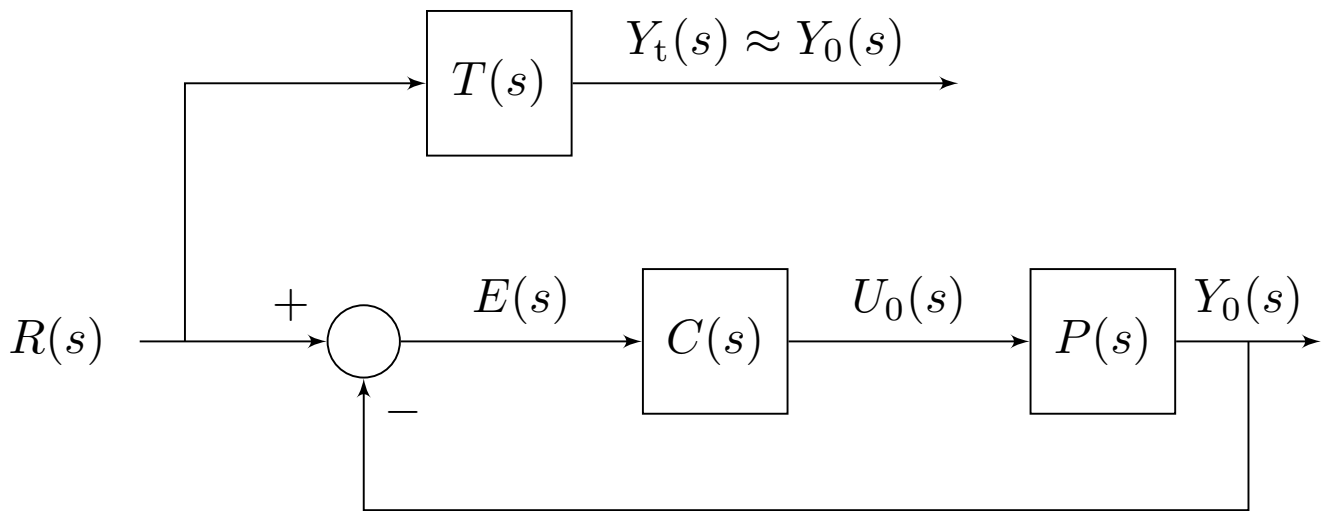 T(s)
Y_t(s) ≈ Y_0(s)
R(s)
+
−
E(s)
C(s)
U_0(s)
P(s)
Y_0(s)